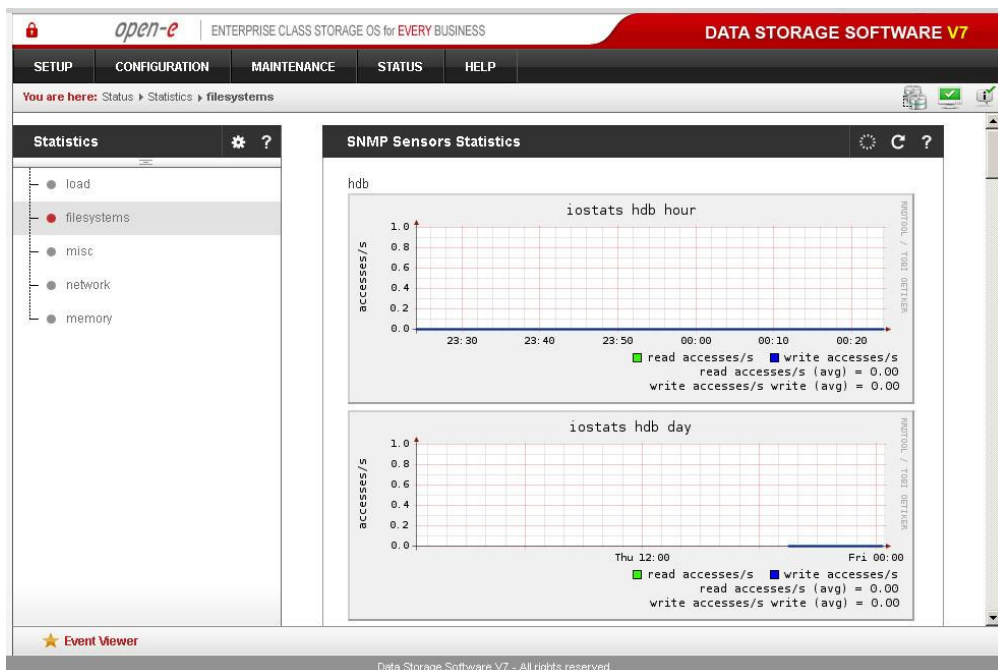 open-e ENTERPRISE CLASS STORAGE OS for EVERY BUSINESS DATA STORAGE SOFTWARE V7
SETUP CONFIGURATION MAINTENANCE STATUS HELP
You are here: Status Statistics filesystems
Statistics ?
load
filesystems
misc
network
memory
SNMP Sensors Statistics ?
hdb
iostats hdb hour
RRDTOOL / TOBI OETIKER
accesses/s
1.0
0.8
0.6
0.4
0.2
0.0
23:30 23:40 23:50 00:00 00:10 00:20
read accesses/s write accesses/s
read accesses/s (avg) = 0.00
write accesses/s write (avg) = 0.00
iostats hdb day
RRDTOOL / TOBI OETIKER
accesses/s
1.0
0.8
0.6
0.4
0.2
0.0
Thu 12:00 Fri 00:00
read accesses/s write accesses/s
read accesses/s (avg) = 0.00
write accesses/s write (avg) = 0.00
Event Viewer
Data Storage Software V7 - All rights reserved